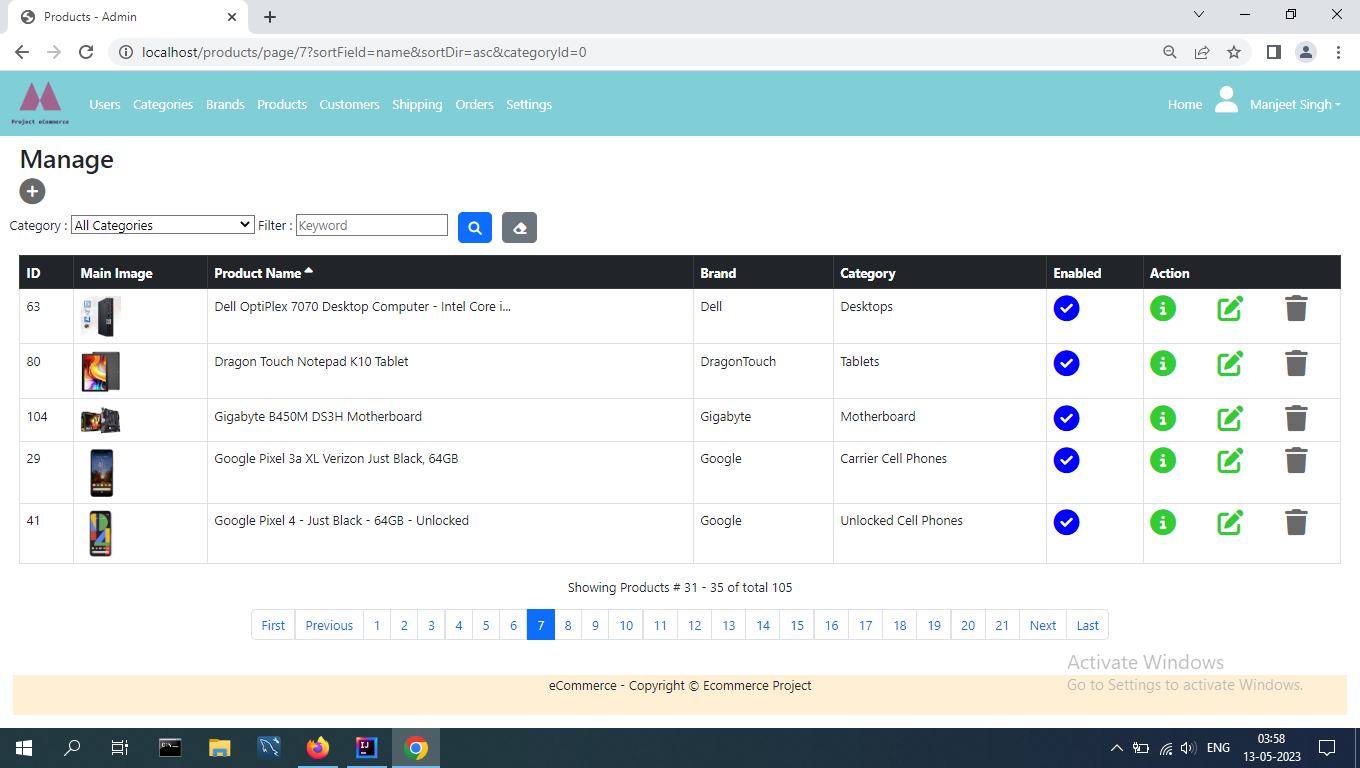 Products - Admin
localhost/products/page/7?sortField=name&sortDir=asc&categoryId=0
Project eCommerce
Users Categories Brands Products Customers Shipping Orders Settings Home Manjeet Singh
Manage
Category : All Categories Filter : Keyword
ID Main Image Product Name Brand Category Enabled Action
63 Dell OptiPlex 7070 Desktop Computer - Intel Core i... Dell Desktops
80 Dragon Touch Notepad K10 Tablet DragonTouch Tablets
104 Gigabyte B450M DS3H Motherboard Gigabyte Motherboard
29 Google Pixel 3a XL Verizon Just Black, 64GB Google Carrier Cell Phones
41 Google Pixel 4 - Just Black - 64GB - Unlocked Google Unlocked Cell Phones
Showing Products # 31 - 35 of total 105
First Previous 1 2 3 4 5 6 7 8 9 10 11 12 13 14 15 16 17 18 19 20 21 Next Last
Activate Windows
Go to Settings to activate Windows.
eCommerce - Copyright © Ecommerce Project
ENG
03:58
13-05-2023